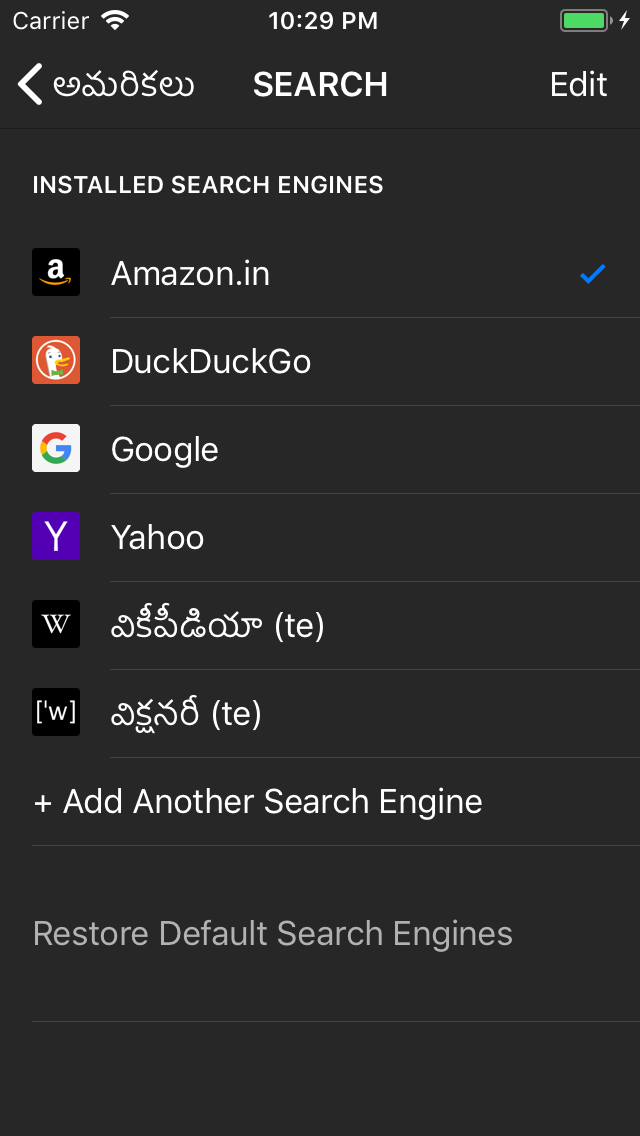 Carrier 10:29 PM
అమరికలు SEARCH Edit
INSTALLED SEARCH ENGINES
a Amazon.in
DuckDuckGo
G Google
Y Yahoo
W వికీపీడియా (te)
['w] విక్షనరీ (te)
+ Add Another Search Engine
Restore Default Search Engines